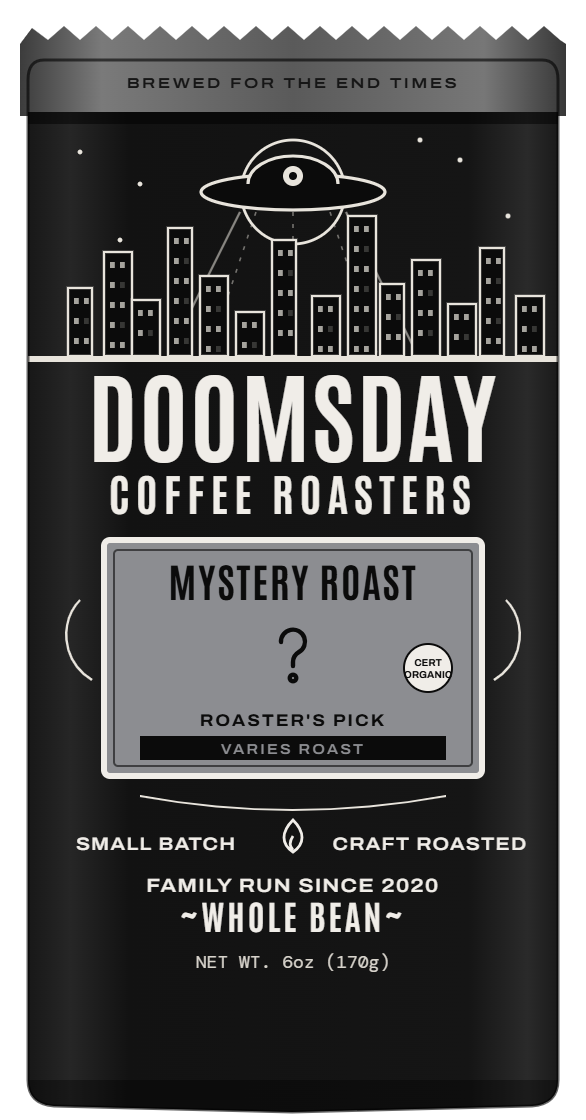 BREWED FOR THE END TIMES
DOOMSDAY
COFFEE ROASTERS
MYSTERY ROAST
?
CERT
ORGANIC
ROASTER'S PICK
VARIES ROAST
SMALL BATCH CRAFT ROASTED
FAMILY RUN SINCE 2020
~WHOLE BEAN~
NET WT. 6oz (170g)